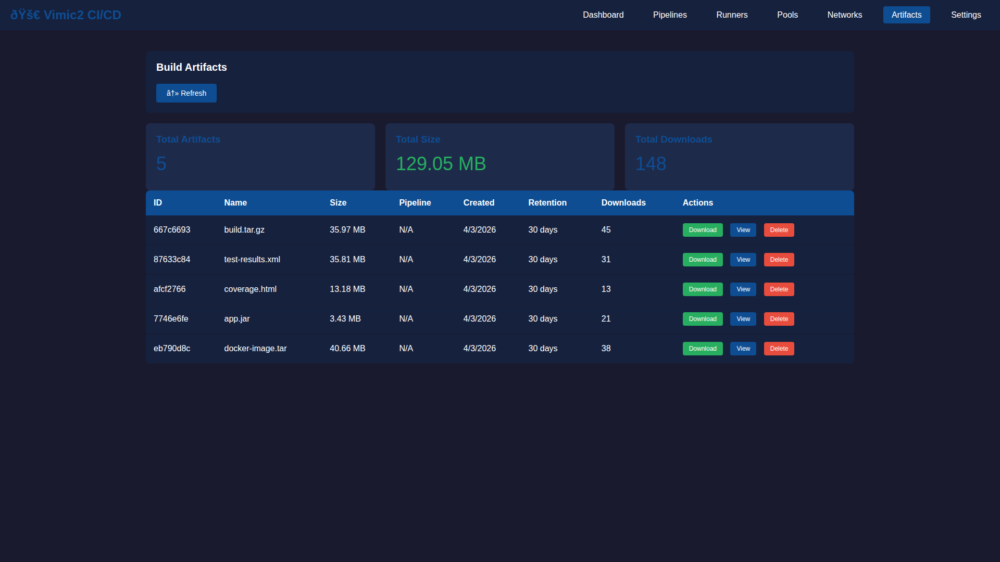 ðŸš€ Vimic2 CI/CD
Dashboard Pipelines Runners Pools Networks Artifacts Settings
Build Artifacts
â†» Refresh
Total Artifacts Total Size Total Downloads
5 129.05 MB 148
ID Name Size Pipeline Created Retention Downloads Actions
667c6693 build.tar.gz 35.97 MB N/A 4/3/2026 30 days 45 Download View Delete
87633c84 test-results.xml 35.81 MB N/A 4/3/2026 30 days 31 Download View Delete
afcf2766 coverage.html 13.18 MB N/A 4/3/2026 30 days 13 Download View Delete
7746e6fe app.jar 3.43 MB N/A 4/3/2026 30 days 21 Download View Delete
eb790d8c docker-image.tar 40.66 MB N/A 4/3/2026 30 days 38 Download View Delete